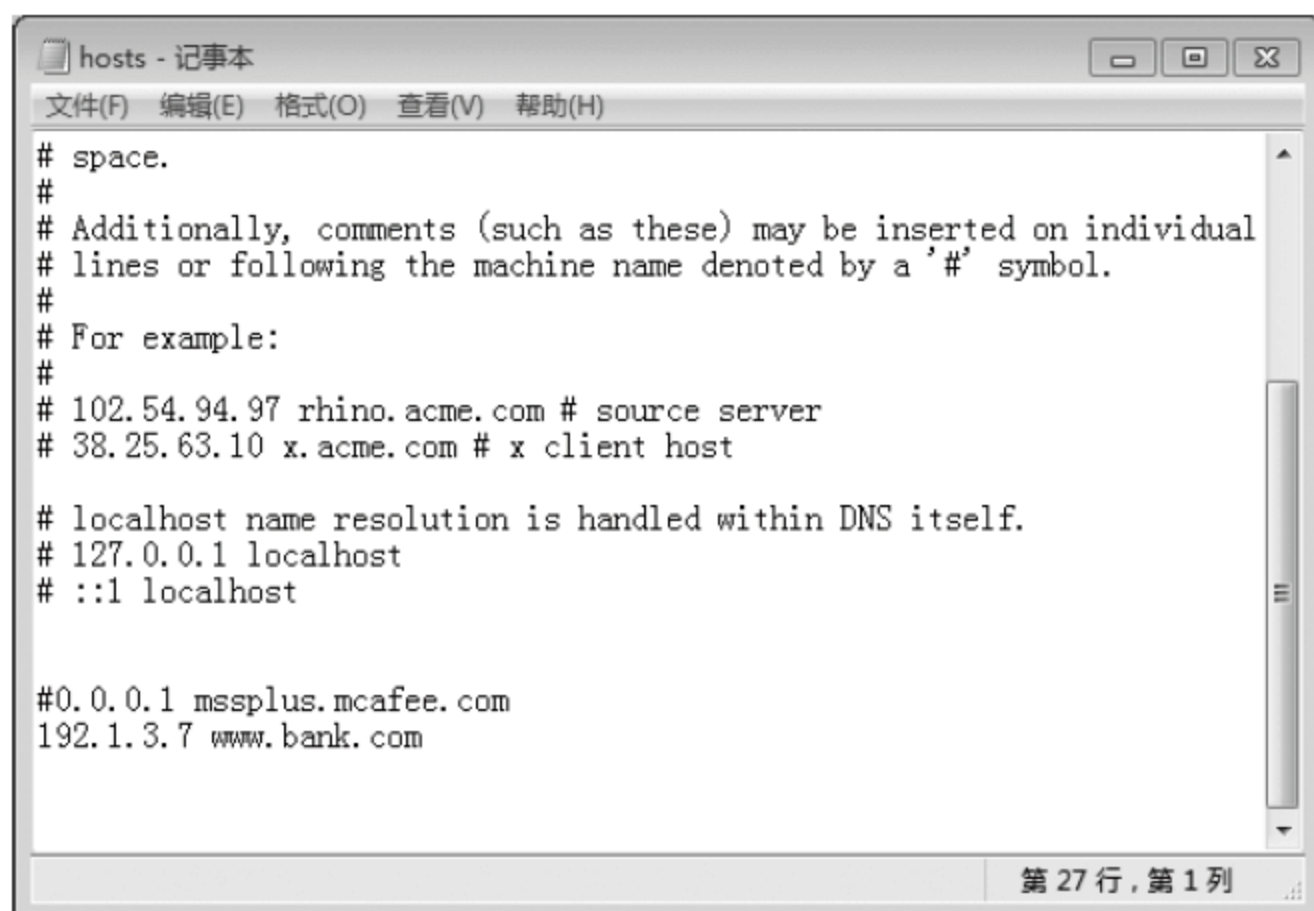 hosts - 记事本
文件(F) 编辑(E) 格式(O) 查看(V) 帮助(H)
# space.
#
# Additionally, comments (such as these) may be inserted on individual
# lines or following the machine name denoted by a '#' symbol.
#
# For example:
#
# 102.54.94.97 rhino.acme.com # source server
# 38.25.63.10 x.acme.com # x client host
# localhost name resolution is handled within DNS itself.
# 127.0.0.1 localhost
# ::1 localhost
#0.0.0.1 mssplus.mcafee.com
192.1.3.7 www.bank.com
第 27 行，第 1 列